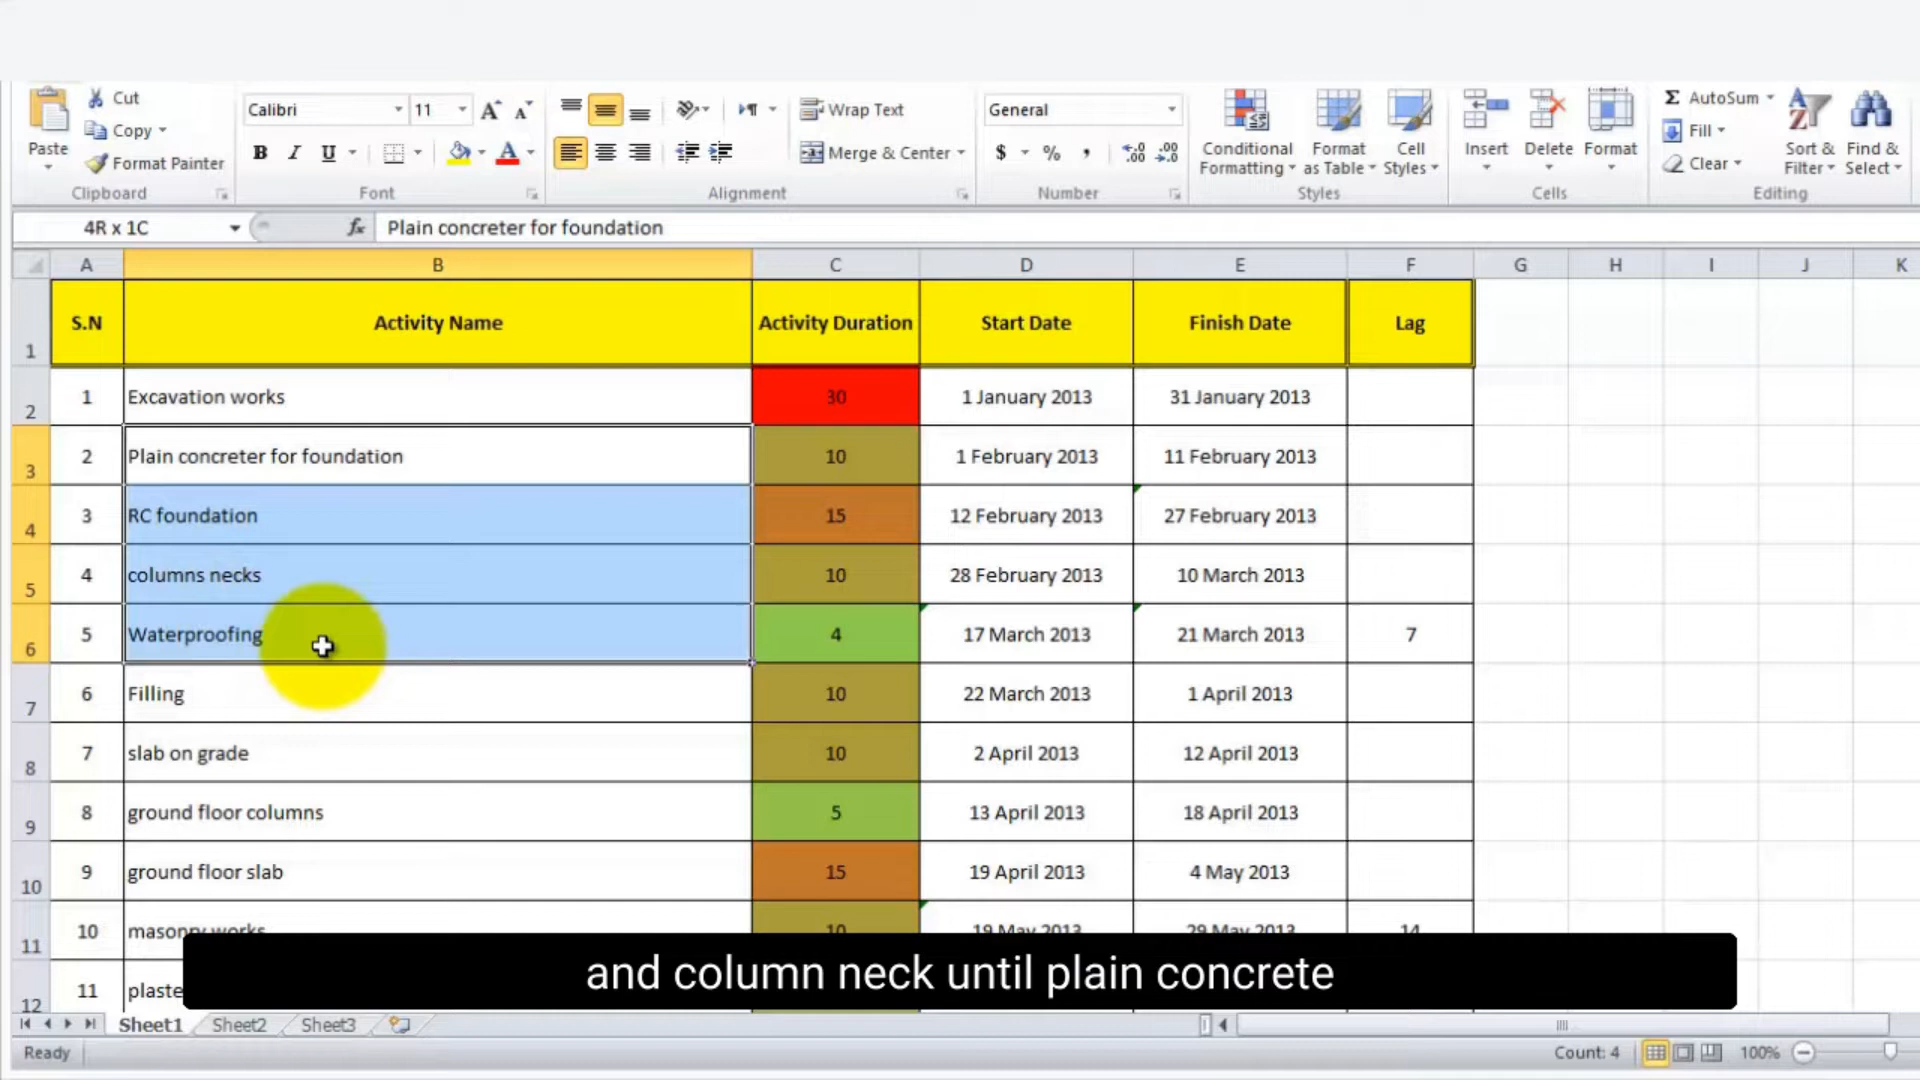 Cut
Copy
Format Painter
Paste
Clipboard
Calibri 11
B I U A
Font
Wrap Text
Merge & Center
Alignment
General
$ % ,
Number
Conditional Formatting
Format as Table
Cell Styles
Styles
Insert Delete Format
Cells
Σ AutoSum
Fill
Clear
Sort & Filter
Find & Select
Editing
4R x 1C fx Plain concreter for foundation
A B C D E F G H I J K
1 S.N Activity Name Activity Duration Start Date Finish Date Lag
2 1 Excavation works 30 1 January 2013 31 January 2013
3 2 Plain concreter for foundation 10 1 February 2013 11 February 2013
4 3 RC foundation 15 12 February 2013 27 February 2013
5 4 columns necks 10 28 February 2013 10 March 2013
6 5 Waterproofing 4 17 March 2013 21 March 2013 7
7 6 Filling 10 22 March 2013 1 April 2013
8 7 slab on grade 10 2 April 2013 12 April 2013
9 8 ground floor columns 5 13 April 2013 18 April 2013
10 9 ground floor slab 15 19 April 2013 4 May 2013
11 10 masonry works 10 19 May 2013 29 May 2013 14
12 11 plaste
and column neck until plain concrete
Sheet1 Sheet2 Sheet3
Ready Count: 4 100%